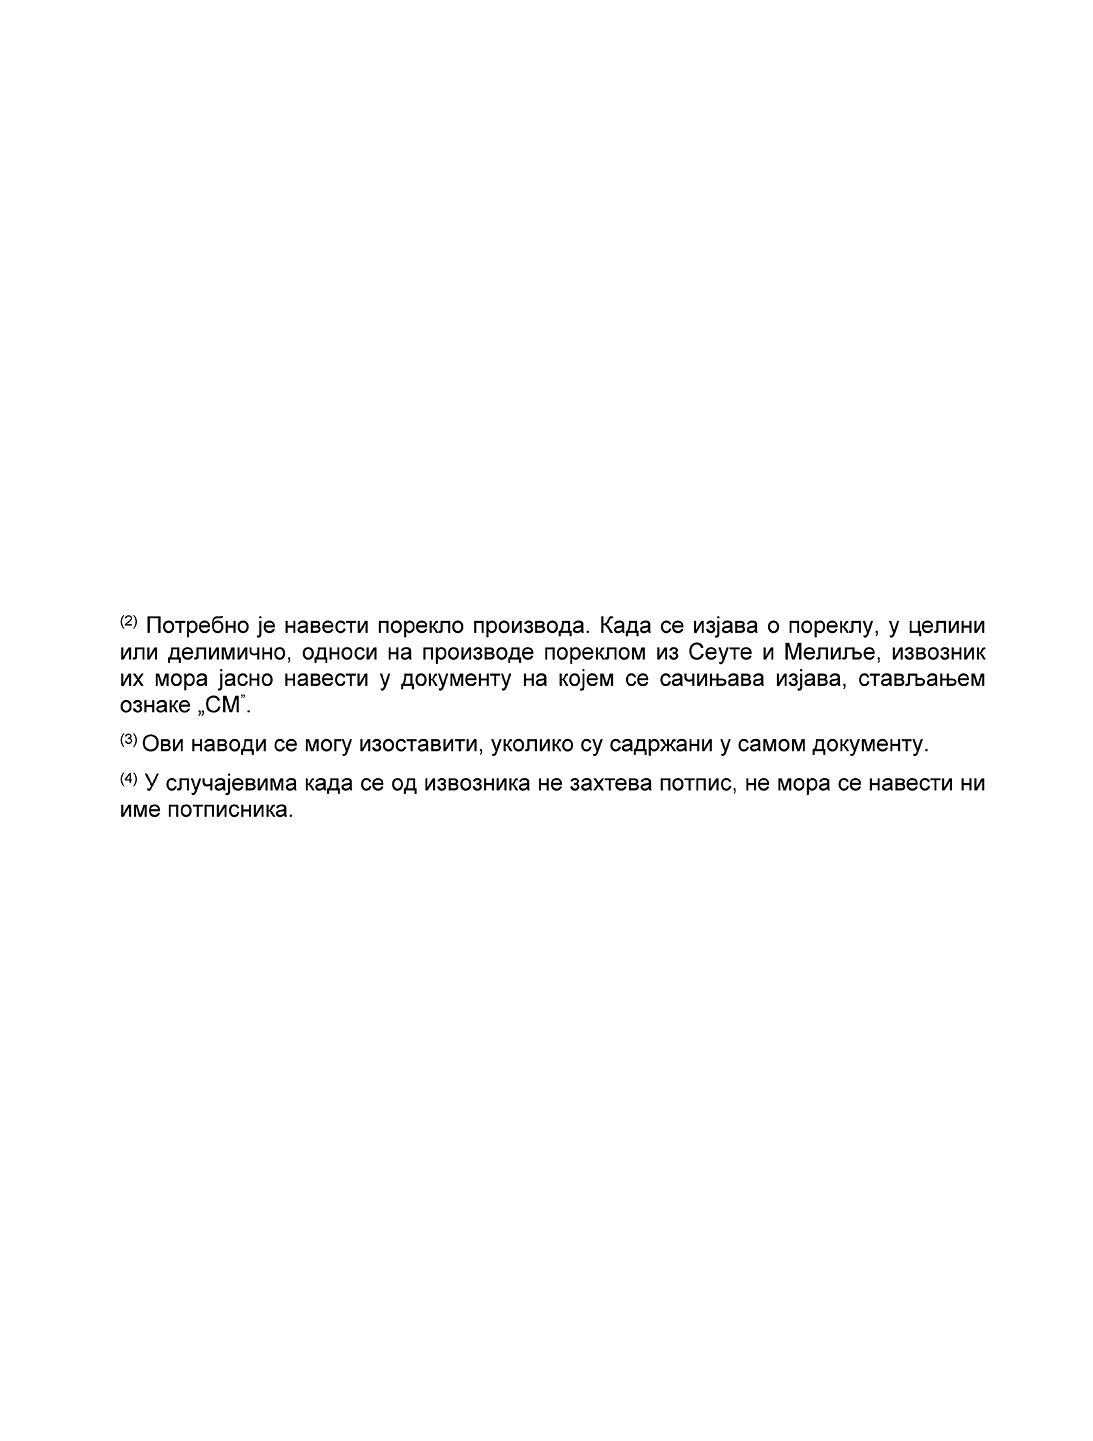 (2) Потребно је навести порекло производа. Када се изјава о пореклу, у целини
или делимично, односи на производе пореклом из Сеуте и Мелиље, извозник
их мора јасно навести у документу на којем се сачињава изјава, стављањем
ознаке „СМ”.
(3) Ови наводи се могу изоставити, уколико су садржани у самом документу.
(4) У случајевима када се од извозника не захтева потпис, не мора се навести ни
име потписника.